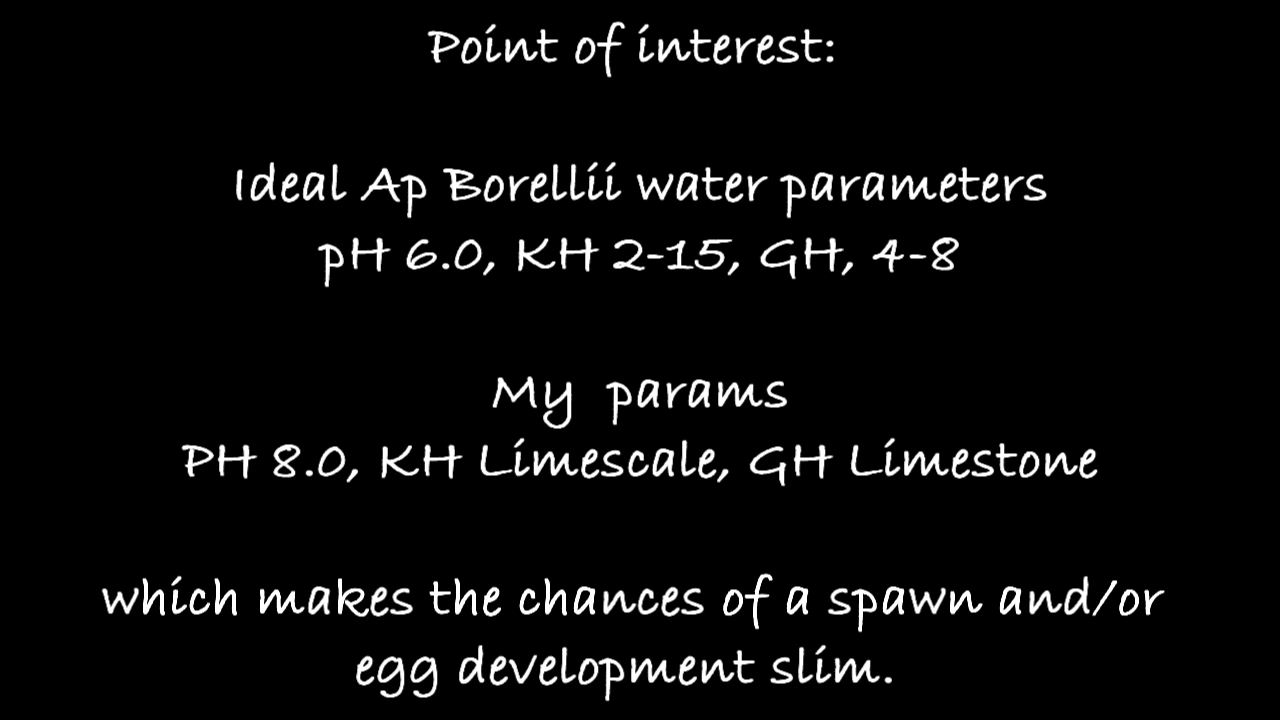 Point of interest:
Ideal Ap Borellii water parameters
pH 6.0, KH 2-15, GH, 4-8
My params
PH 8.0, KH Limescale, GH Limestone
which makes the chances of a spawn and/or
egg development slim.